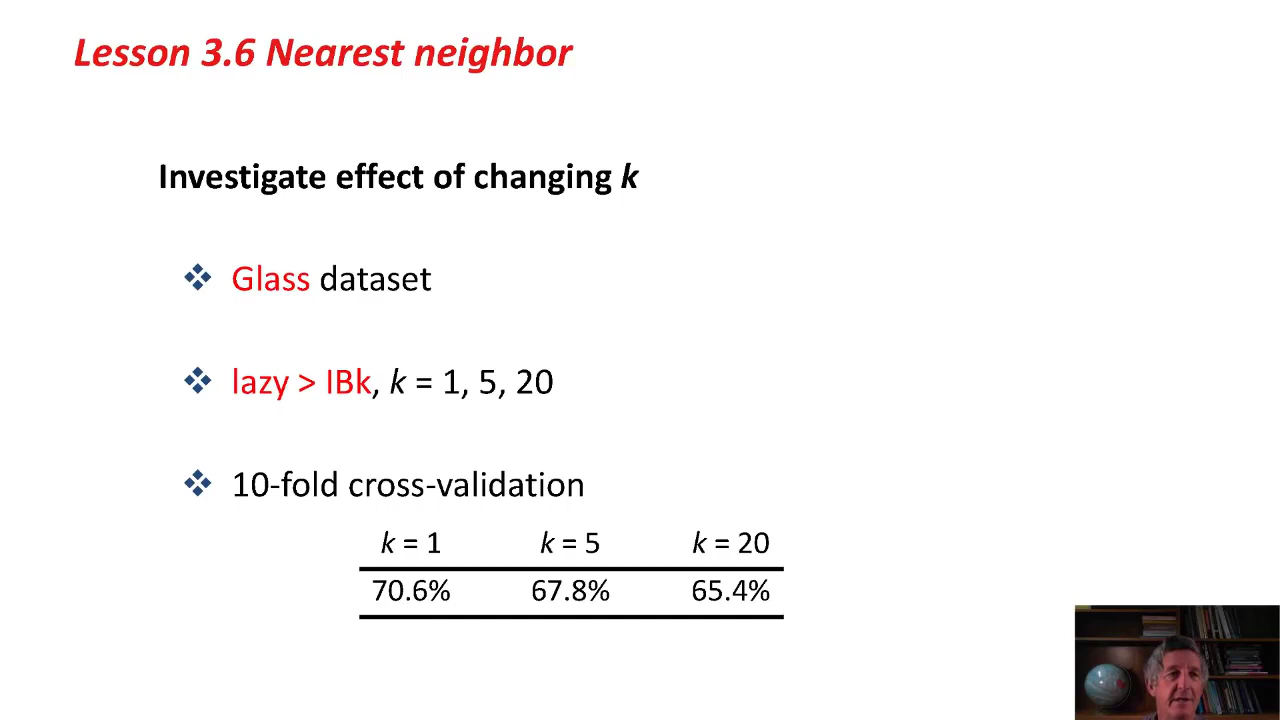 Lesson 3.6 Nearest neighbor
Investigate effect of changing k
Glass dataset
lazy > IBk, k = 1, 5, 20
10-fold cross-validation
k = 1 k = 5 k = 20
70.6% 67.8% 65.4%